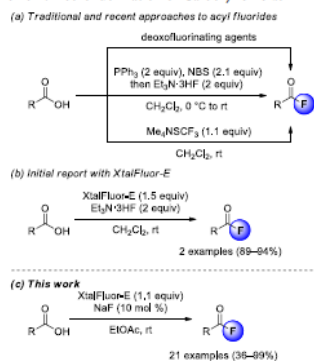 (a) Traditional and recent approaches to acyl fluorides
deoxofluorinating agents
PPh3 (2 equiv), NBS (2.1 equiv)
then Et3N·3HF (2 equiv)
O
R
OH
CH2Cl2, 0 °C to rt
O
R
F
Me4NSCF3 (1.1 equiv)
CH2Cl2, rt
(b) Initial report with XtalFluor-E
XtalFluor-E (1.5 equiv)
Et3N·3HF (2 equiv)
O
R
OH
CH2Cl2, rt
O
R
F
2 examples (89–94%)
(c) This work
XtalFluor-E (1,1 equiv)
NaF (10 mol %)
O
R
OH
EtOAc, rt
O
R
F
21 examples (36–99%)